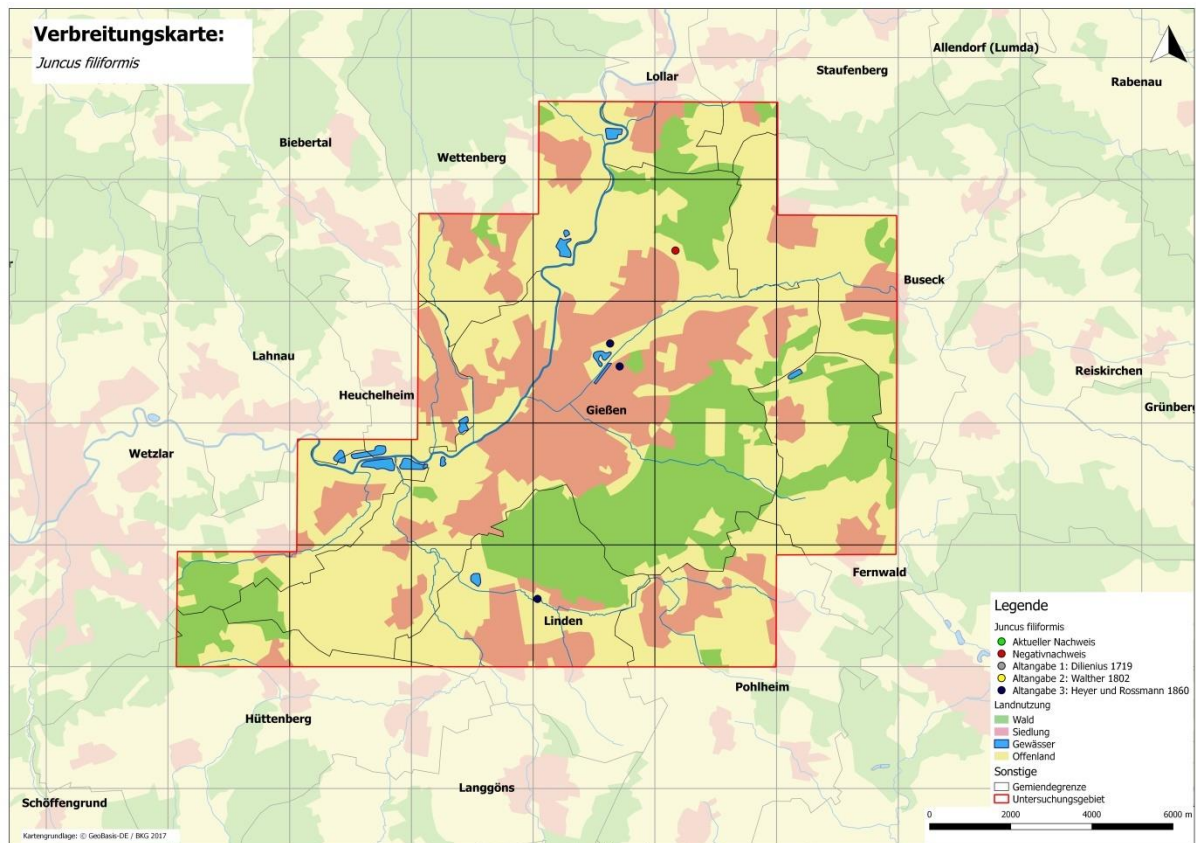 Verbreitungskarte:
Juncus filiformis
Allendorf (Lumda)
Lollar
Staufenberg
Rabenau
Biebertal
Wettenberg
Buseck
Lahnau
Reiskirchen
Heuchelheim
Grünberg
Gießen
Wetzlar
Fernwald
Linden
Pohlheim
Hüttenberg
Langgöns
Schöffengrund
Legende
Juncus filiformis
Aktueller Nachweis
Negativnachweis
Altangabe 1: Dilienius 1719
Altangabe 2: Walther 1802
Altangabe 3: Heyer und Rossmann 1860
Landnutzung
Wald
Siedlung
Gewässer
Offenland
Sonstige
Gemiendegrenze
Untersuchungsgebiet
0 2000 4000 6000 m
Kartengrundlage: © GeoBasis-DE / BKG 2017